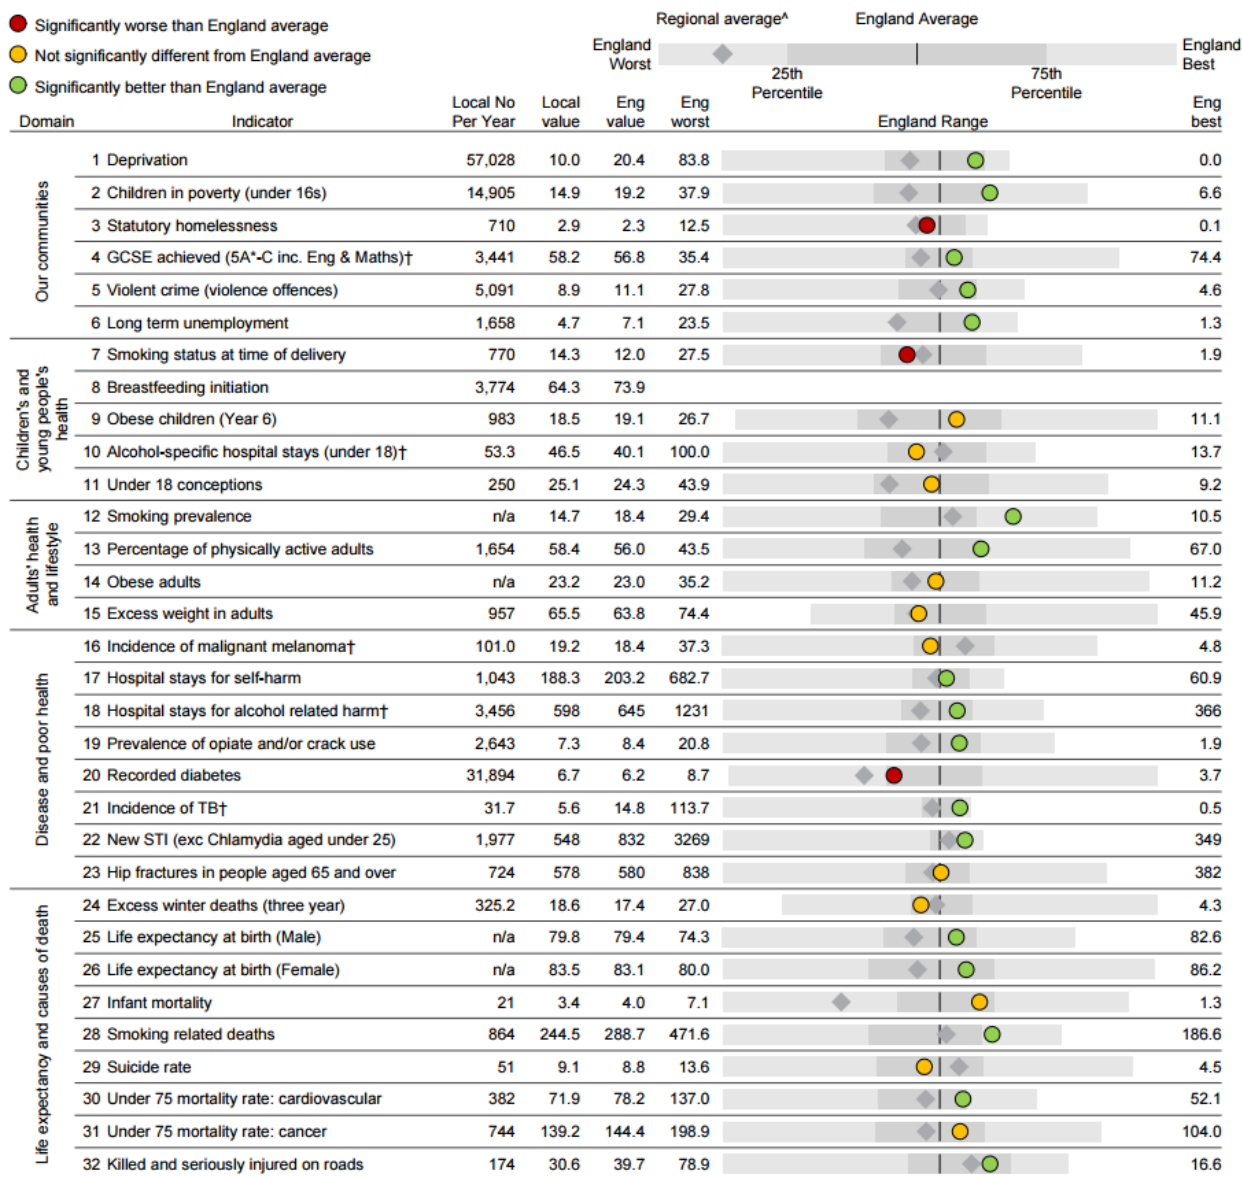 Significantly worse than England average
Not significantly different from England average
Significantly better than England average
Regional average^ England Average
England Worst
England Best
25th Percentile
75th Percentile
Domain Indicator Local No Per Year Local value Eng value Eng worst England Range Eng best
Our communities
1 Deprivation 57,028 10.0 20.4 83.8 0.0
2 Children in poverty (under 16s) 14,905 14.9 19.2 37.9 6.6
3 Statutory homelessness 710 2.9 2.3 12.5 0.1
4 GCSE achieved (5A*-C inc. Eng & Maths)† 3,441 58.2 56.8 35.4 74.4
5 Violent crime (violence offences) 5,091 8.9 11.1 27.8 4.6
6 Long term unemployment 1,658 4.7 7.1 23.5 1.3
Children's and young people's health
7 Smoking status at time of delivery 770 14.3 12.0 27.5 1.9
8 Breastfeeding initiation 3,774 64.3 73.9
9 Obese children (Year 6) 983 18.5 19.1 26.7 11.1
10 Alcohol-specific hospital stays (under 18)† 53.3 46.5 40.1 100.0 13.7
11 Under 18 conceptions 250 25.1 24.3 43.9 9.2
Adults' health and lifestyle
12 Smoking prevalence n/a 14.7 18.4 29.4 10.5
13 Percentage of physically active adults 1,654 58.4 56.0 43.5 67.0
14 Obese adults n/a 23.2 23.0 35.2 11.2
15 Excess weight in adults 957 65.5 63.8 74.4 45.9
Disease and poor health
16 Incidence of malignant melanoma† 101.0 19.2 18.4 37.3 4.8
17 Hospital stays for self-harm 1,043 188.3 203.2 682.7 60.9
18 Hospital stays for alcohol related harm† 3,456 598 645 1231 366
19 Prevalence of opiate and/or crack use 2,643 7.3 8.4 20.8 1.9
20 Recorded diabetes 31,894 6.7 6.2 8.7 3.7
21 Incidence of TB† 31.7 5.6 14.8 113.7 0.5
22 New STI (exc Chlamydia aged under 25) 1,977 548 832 3269 349
23 Hip fractures in people aged 65 and over 724 578 580 838 382
Life expectancy and causes of death
24 Excess winter deaths (three year) 325.2 18.6 17.4 27.0 4.3
25 Life expectancy at birth (Male) n/a 79.8 79.4 74.3 82.6
26 Life expectancy at birth (Female) n/a 83.5 83.1 80.0 86.2
27 Infant mortality 21 3.4 4.0 7.1 1.3
28 Smoking related deaths 864 244.5 288.7 471.6 186.6
29 Suicide rate 51 9.1 8.8 13.6 4.5
30 Under 75 mortality rate: cardiovascular 382 71.9 78.2 137.0 52.1
31 Under 75 mortality rate: cancer 744 139.2 144.4 198.9 104.0
32 Killed and seriously injured on roads 174 30.6 39.7 78.9 16.6